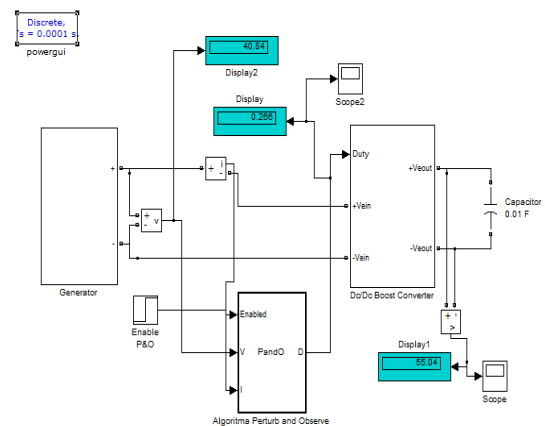 Discrete,
's = 0.0001 s.
powergui
40.84
Display2
Display
0.266
Scope2
Duty
+Veout
+
i
+
-
+
-
v
+Vein
Capacitor
0.01 F
-
-Vein
-Veout
Generator
Dc/Dc Boost Converter
Enable
P&O
Enabled
V
PandO
D
I
+
-
>
Display1
55.04
Scope
Algoritma Perturb and Observe